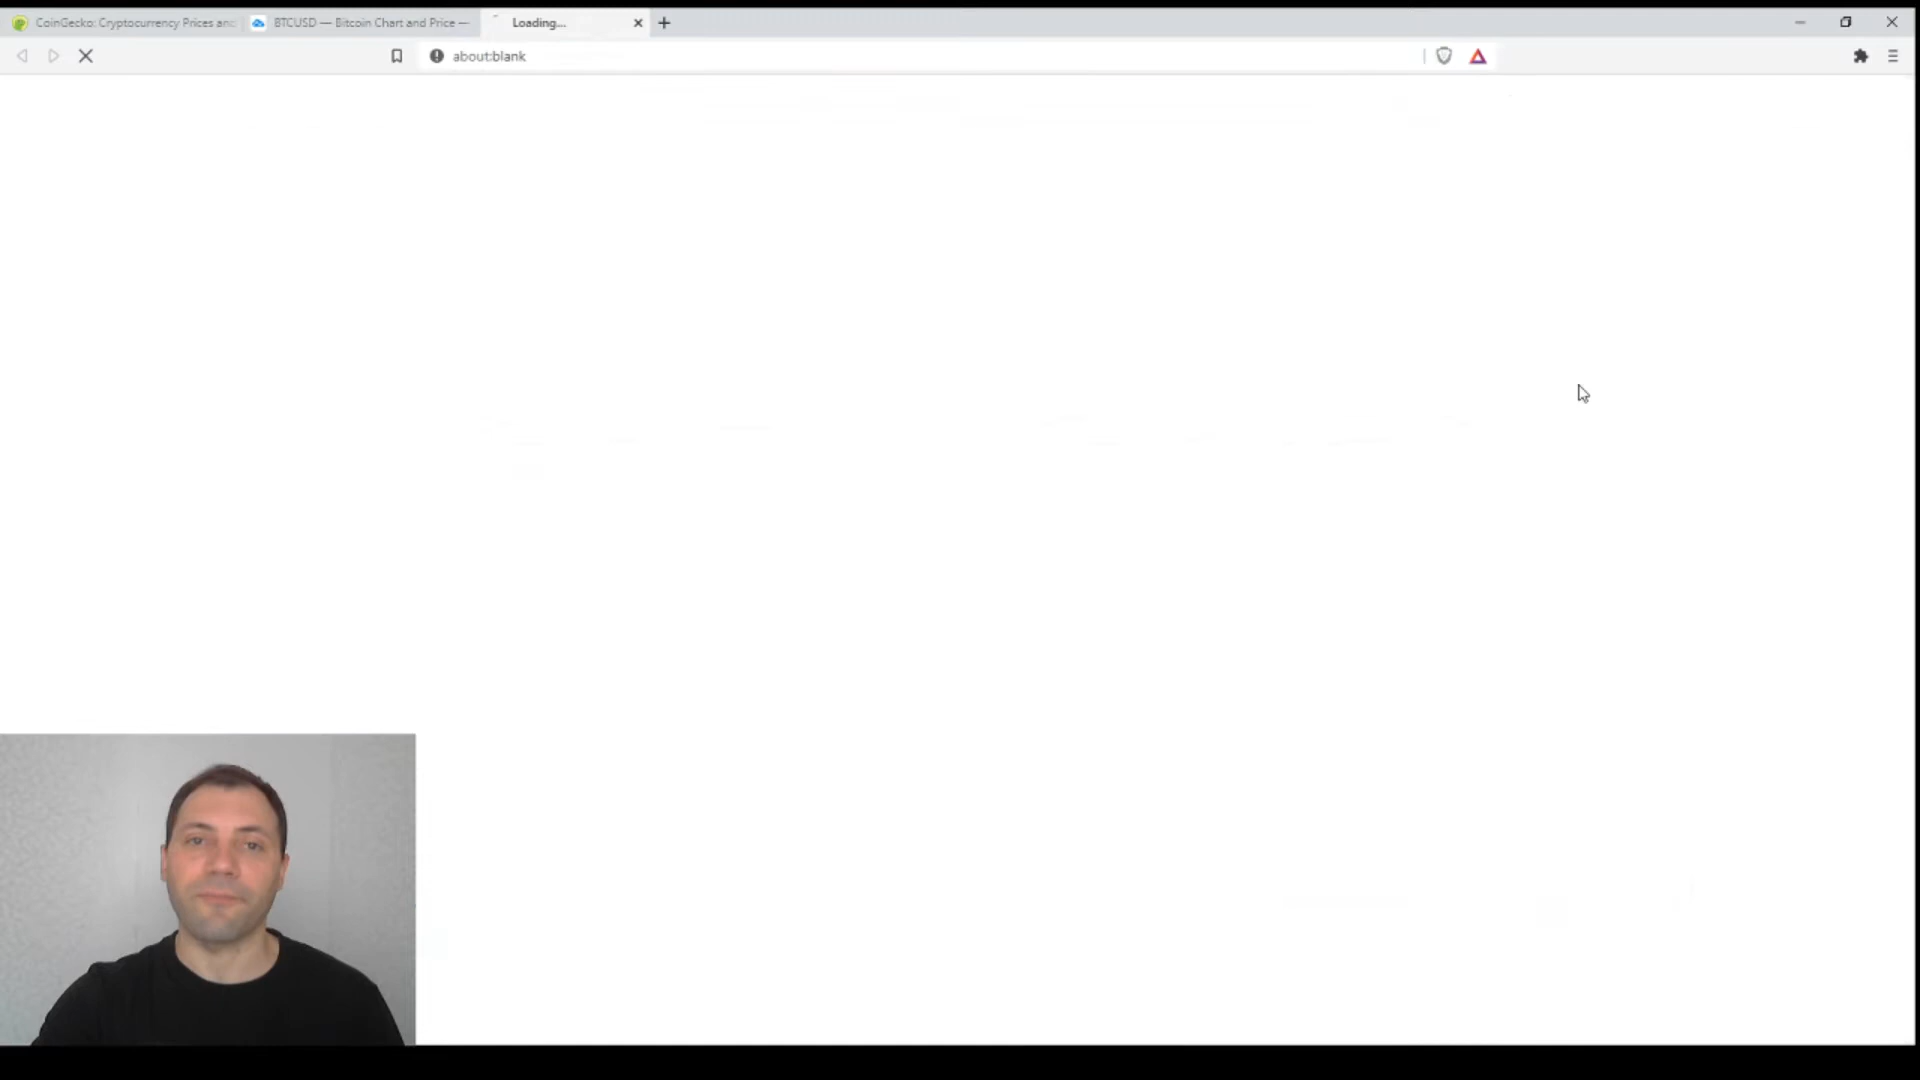 CoinGecko: Cryptocurrency Prices and
BTCUSD — Bitcoin Chart and Price —
Loading...
about:blank